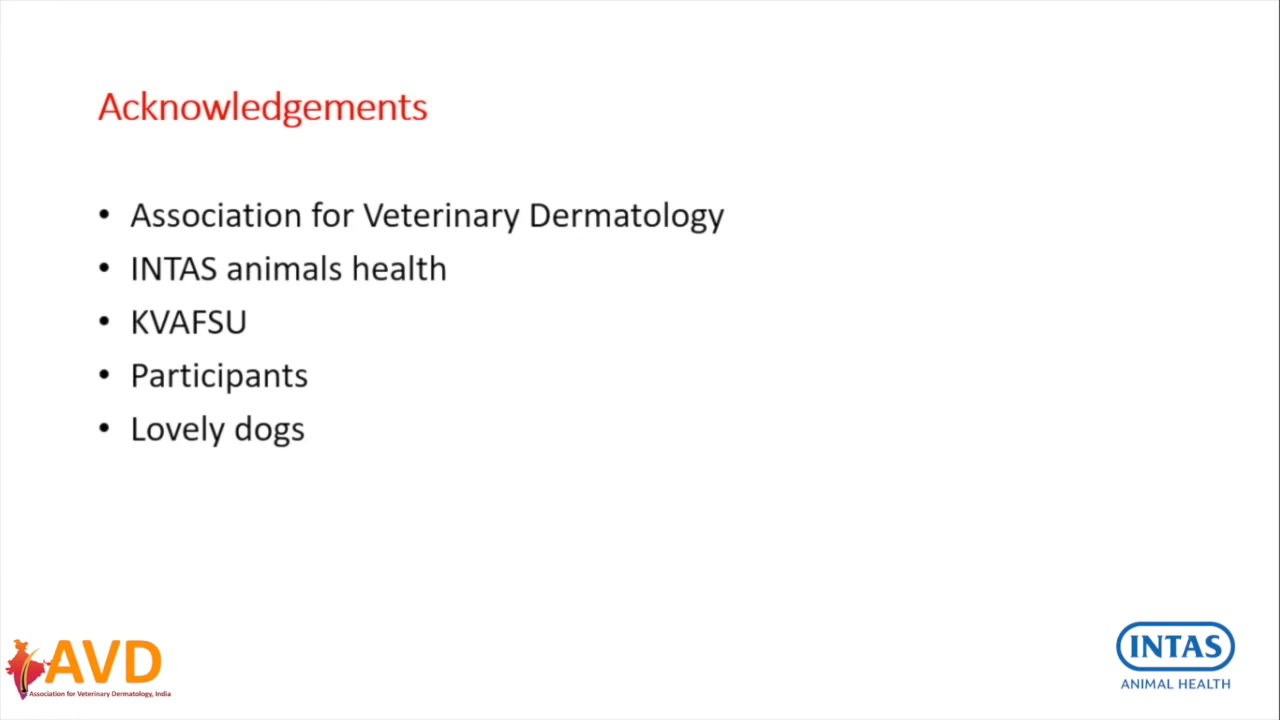 Acknowledgements
• Association for Veterinary Dermatology
• INTAS animals health
• KVAFSU
• Participants
• Lovely dogs
AVD
Association for Veterinary Dermatology, India
INTAS
ANIMAL HEALTH